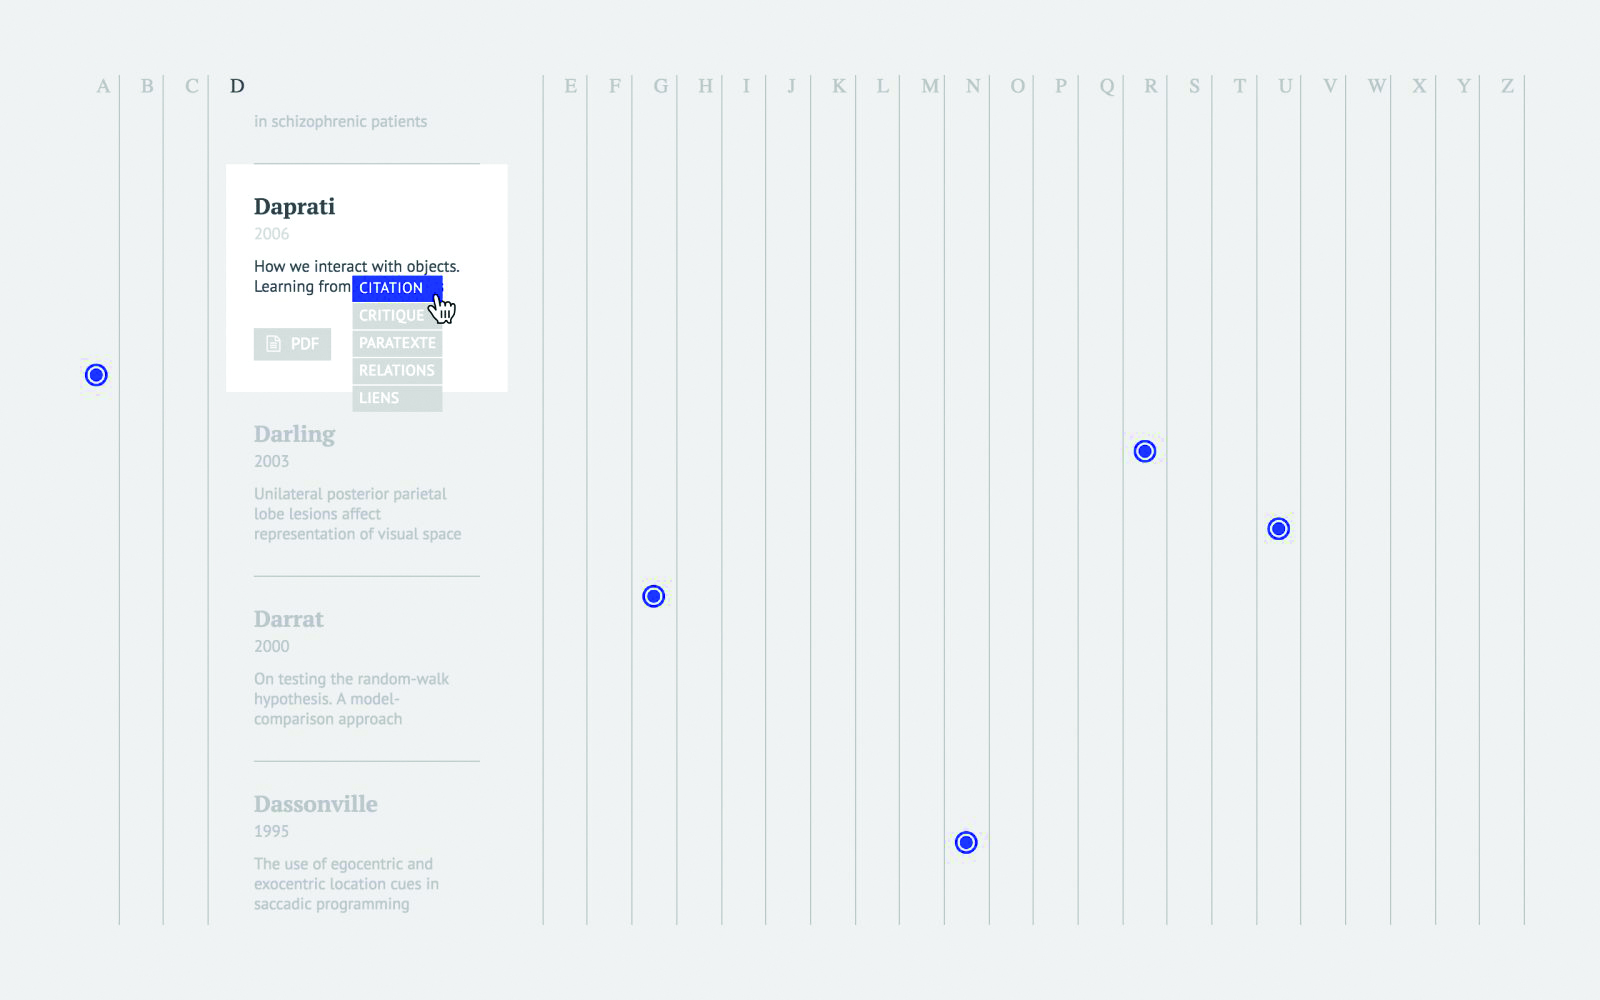 A B C D E F G H I J K L M N O P Q R S T U V W X Y Z
in schizophrenic patients
Daprati
2006
How we interact with objects.
Learning from
CITATION
CRITIQUE
PARATEXTE
RELATIONS
LIENS
PDF
Darling
2003
Unilateral posterior parietal
lobe lesions affect
representation of visual space
Darrat
2000
On testing the random-walk
hypothesis. A model-
comparison approach
Dassonville
1995
The use of egocentric and
exocentric location cues in
saccadic programming